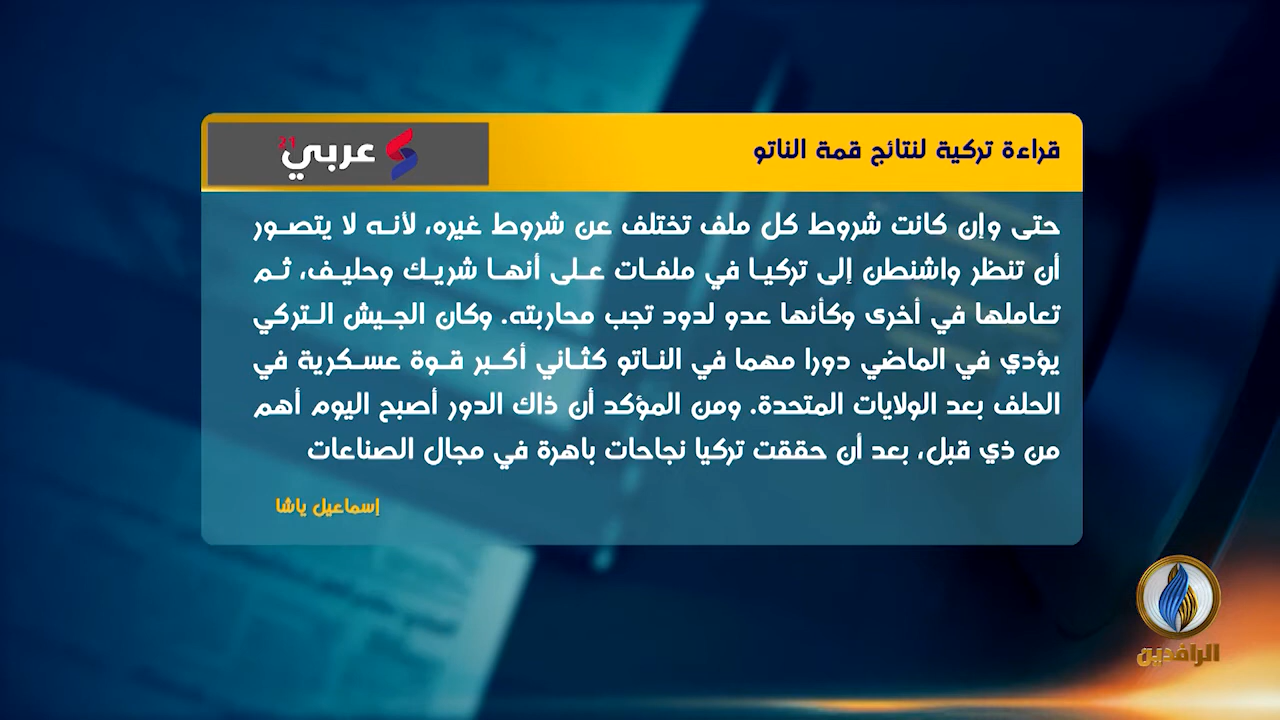 قراءة تركية لنتائج قمة الناتو
عربي 21
حتى وإن كانت شروط كل ملف تختلف عن شروط غيره، لأنه لا يتصور
أن تنظر واشنطن إلى تركيا في ملفات على أنها شريك وحليف، ثم
تعاملها في أخرى وكأنها عدو لدود تجب محاربته. وكان الجيش التركي
يؤدي في الماضي دورا مهما في الناتو كثاني أكبر قوة عسكرية في
الحلف بعد الولايات المتحدة. ومن المؤكد أن ذاك الدور أصبح اليوم أهم
من ذي قبل، بعد أن حققت تركيا نجاحات باهرة في مجال الصناعات
إسماعيل ياشا
الرافدين